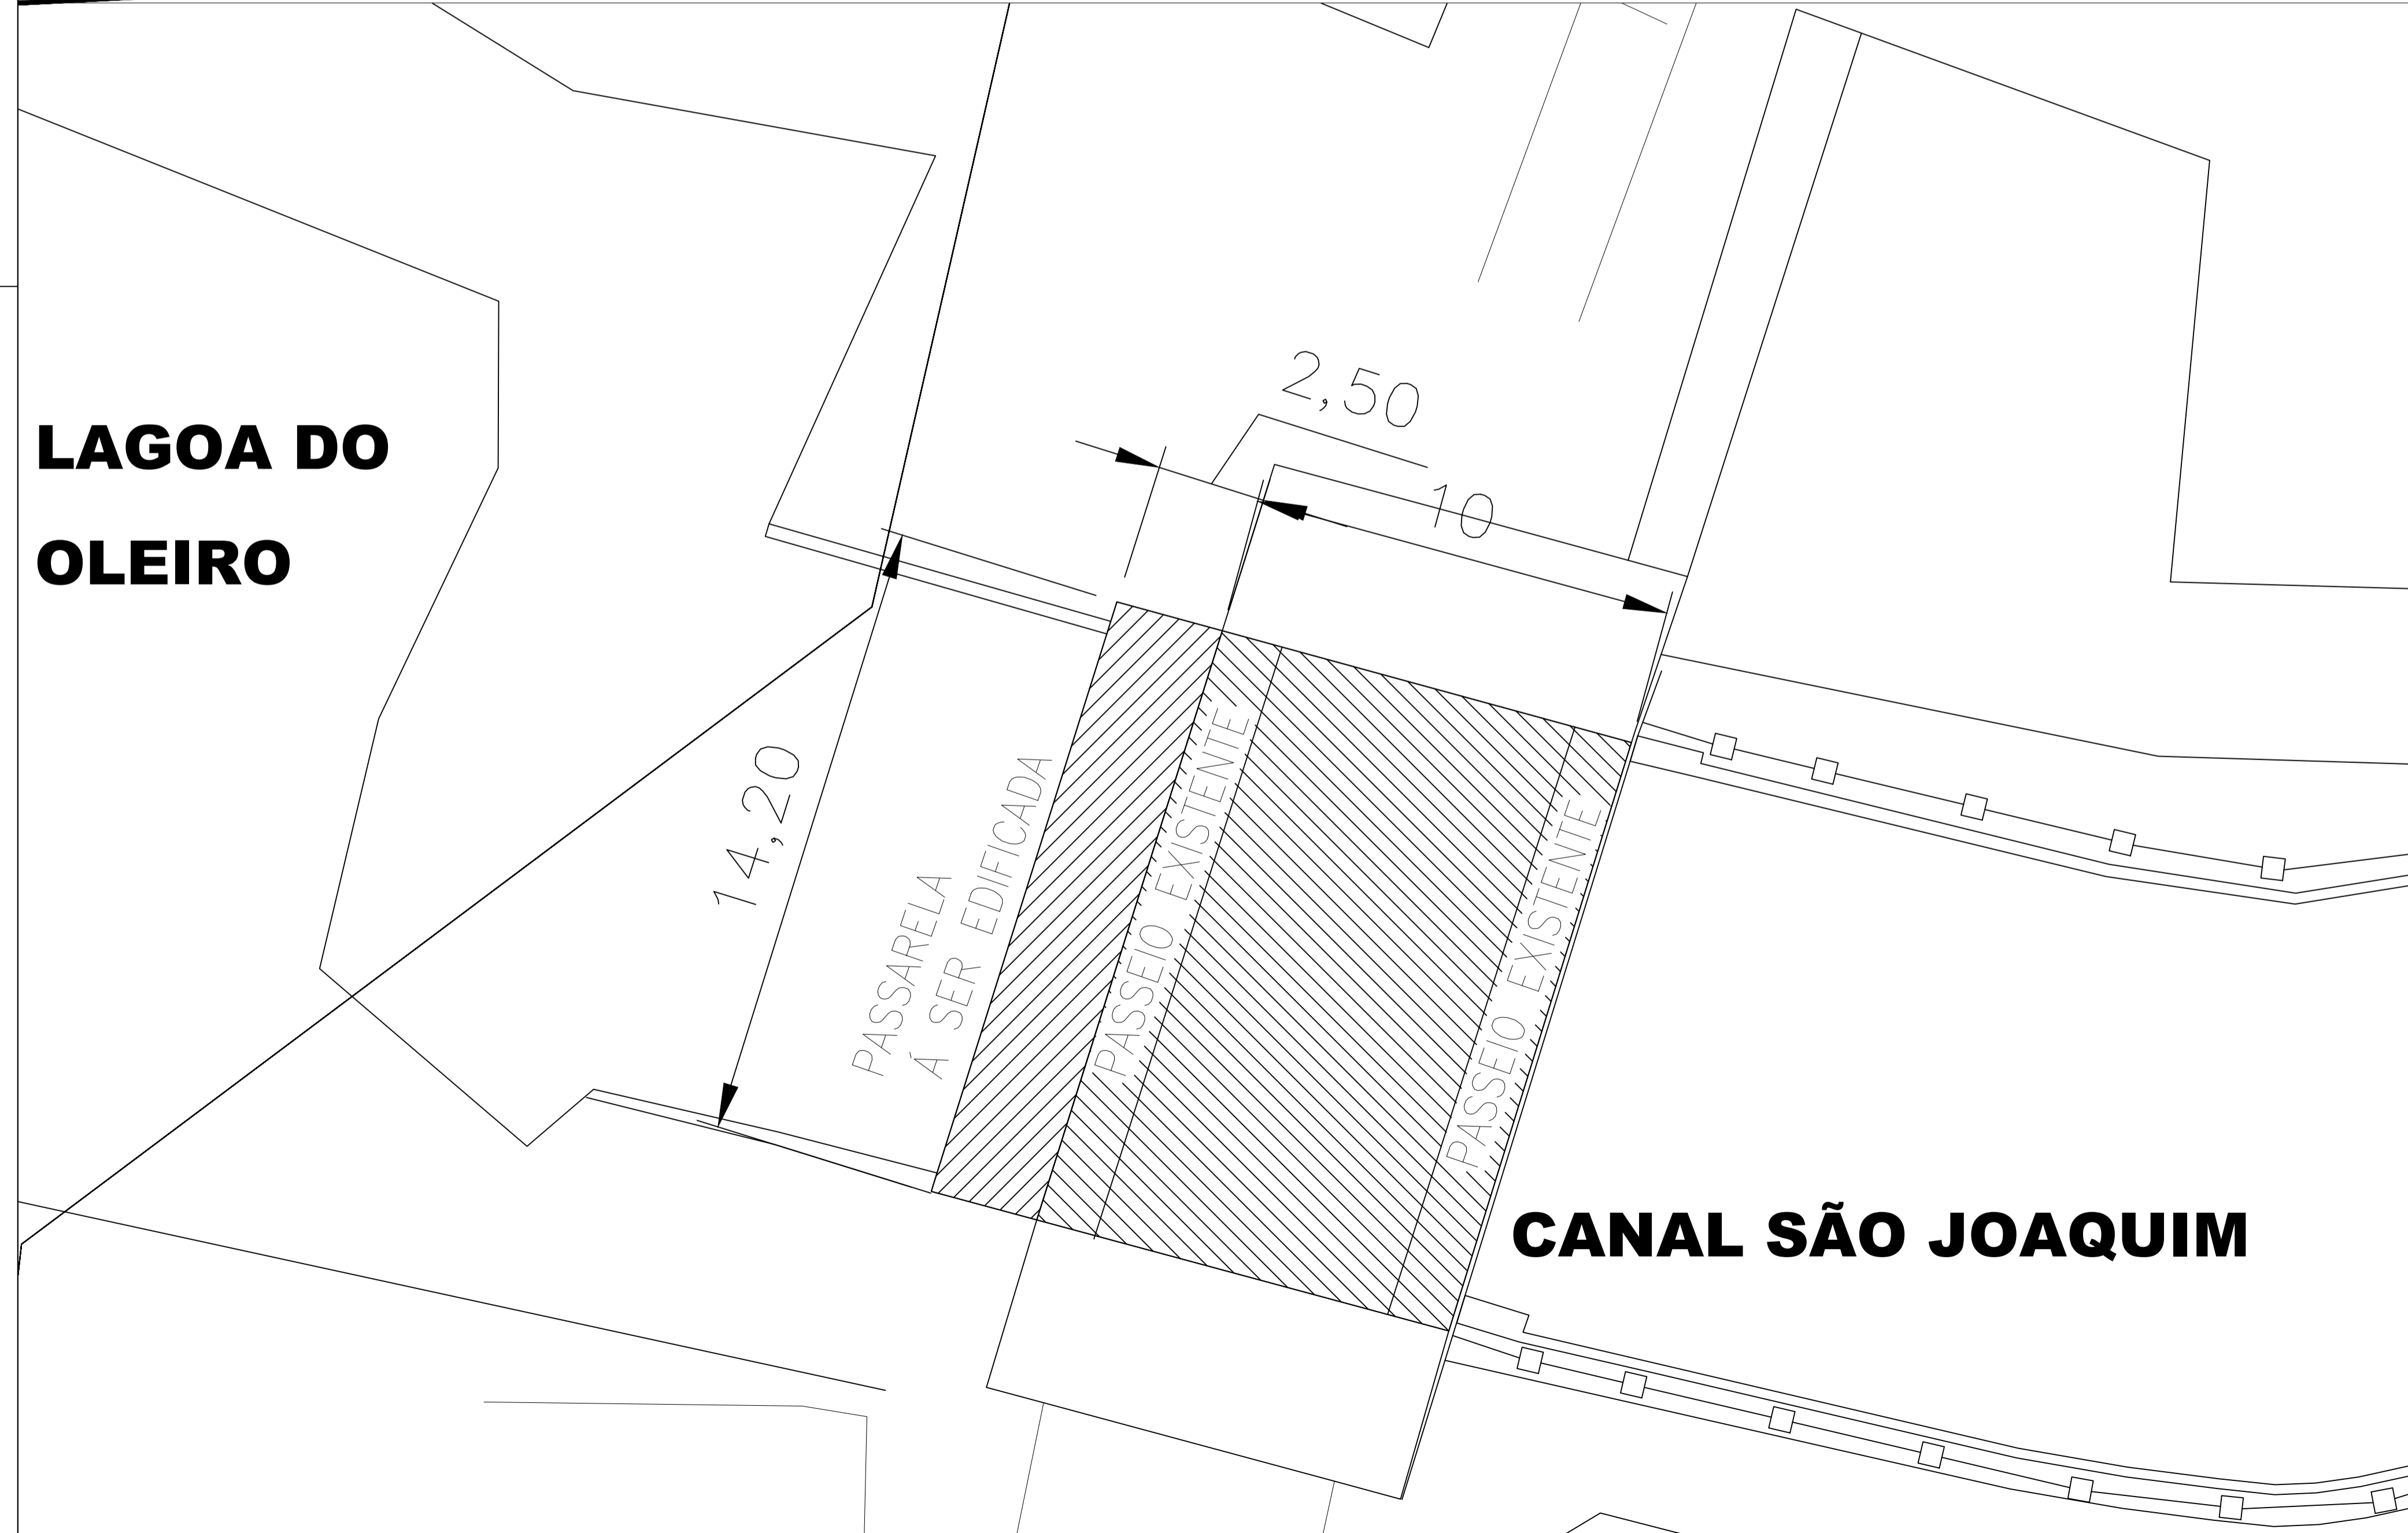 2,50
LAGOA DO
OLEIRO
10
14,20
PASSARELA
À SER EDIFICADA
PASSEIO EXISTENTE
PASSEIO EXISTENTE
CANAL SÃO JOAQUIM